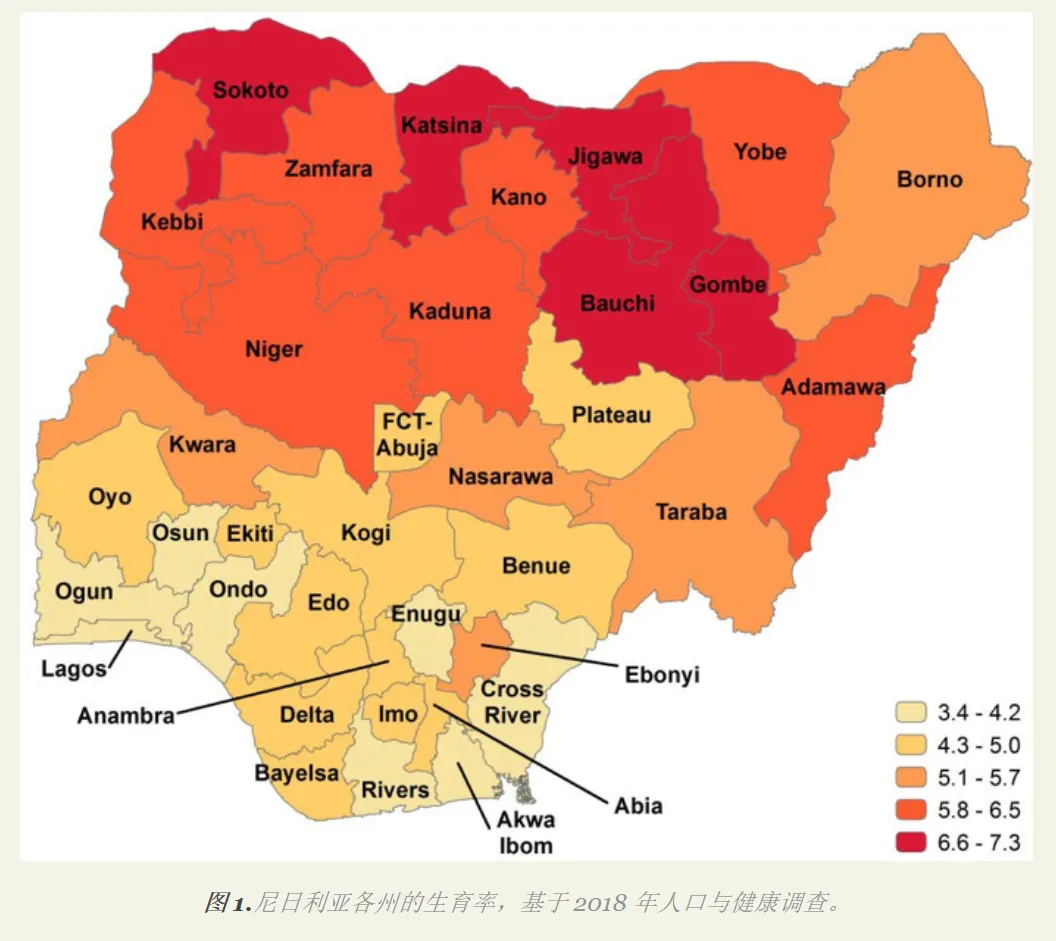 Sokoto
Katsina
Jigawa
Yobe
Borno
Zamfara
Kano
Kebbi
Gombe
Bauchi
Kaduna
Niger
Adamawa
Plateau
FCT-
Abuja
Kwara
Nasarawa
Oyo
Taraba
Osun
Ekiti
Kogi
Benue
Ogun
Ondo
Edo
Enugu
Lagos
Ebonyi
Anambra
Cross
River
Delta
Imo
Bayelsa
Rivers
Abia
Akwa
Ibom
3.4 - 4.2
4.3 - 5.0
5.1 - 5.7
5.8 - 6.5
6.6 - 7.3
图 1.尼日利亚各州的生育率，基于 2018 年人口与健康调查。